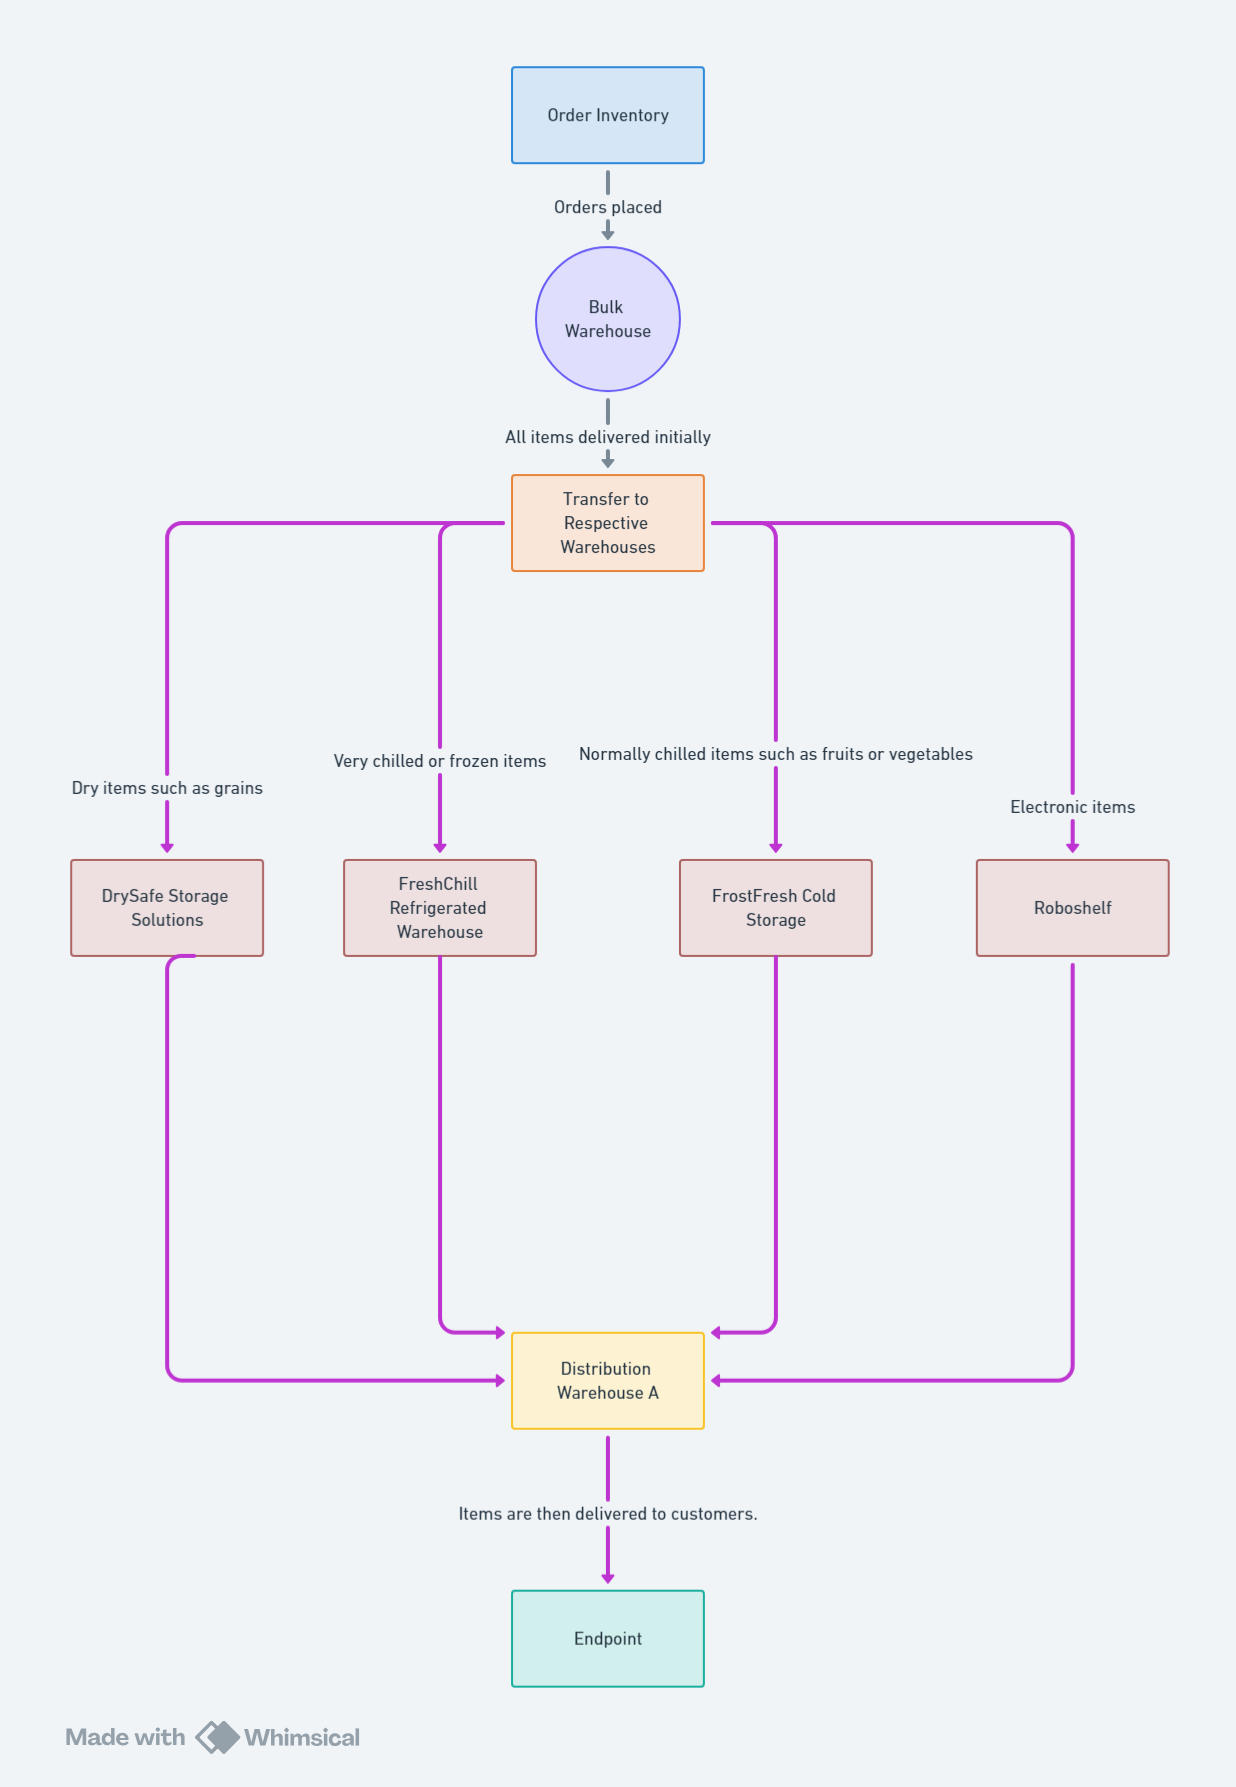 Order Inventory
Orders placed
Bulk
Warehouse
All items delivered initially
Transfer to
Respective
Warehouses
Dry items such as grains
Very chilled or frozen items
Normally chilled items such as fruits or vegetables
Electronic items
DrySafe Storage
Solutions
FreshChill
Refrigerated
Warehouse
FrostFresh Cold
Storage
Roboshelf
Distribution
Warehouse A
Items are then delivered to customers.
Endpoint
Made with Whimsical